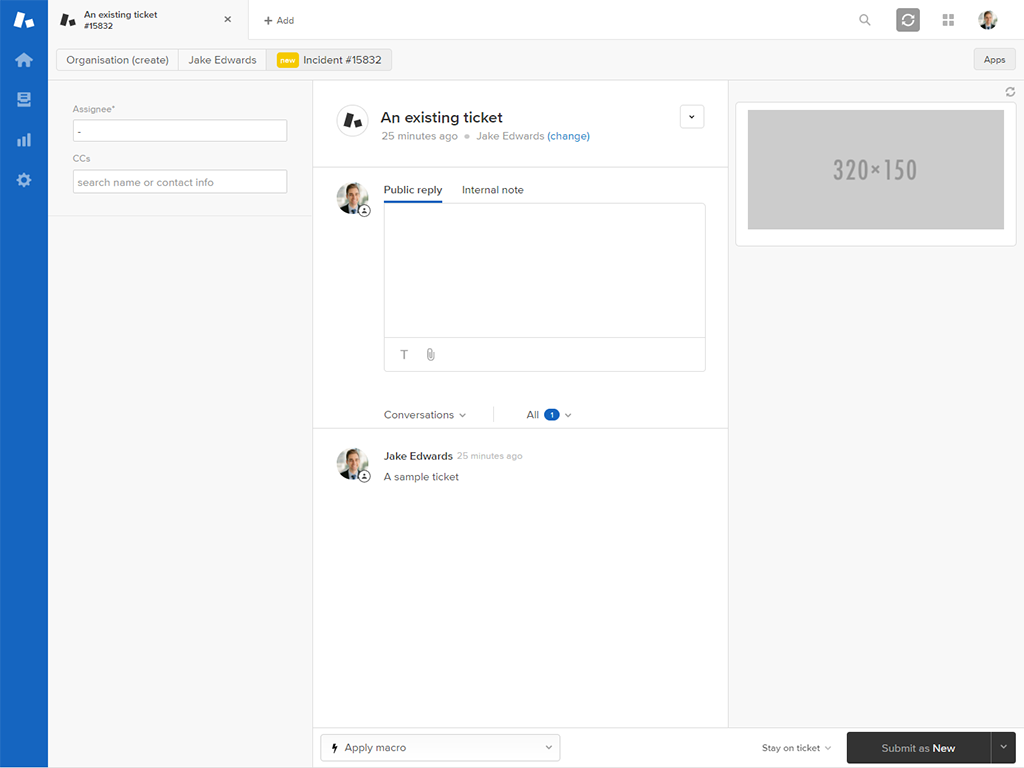 An existing ticket
#15832
+ Add
Organisation (create)
Jake Edwards
new Incident #15832
Apps
Assignee*
-
CCs
search name or contact info
An existing ticket
25 minutes ago Jake Edwards (change)
Public reply Internal note
T
Conversations All 1
Jake Edwards 25 minutes ago
A sample ticket
320×150
Apply macro
Stay on ticket
Submit as New